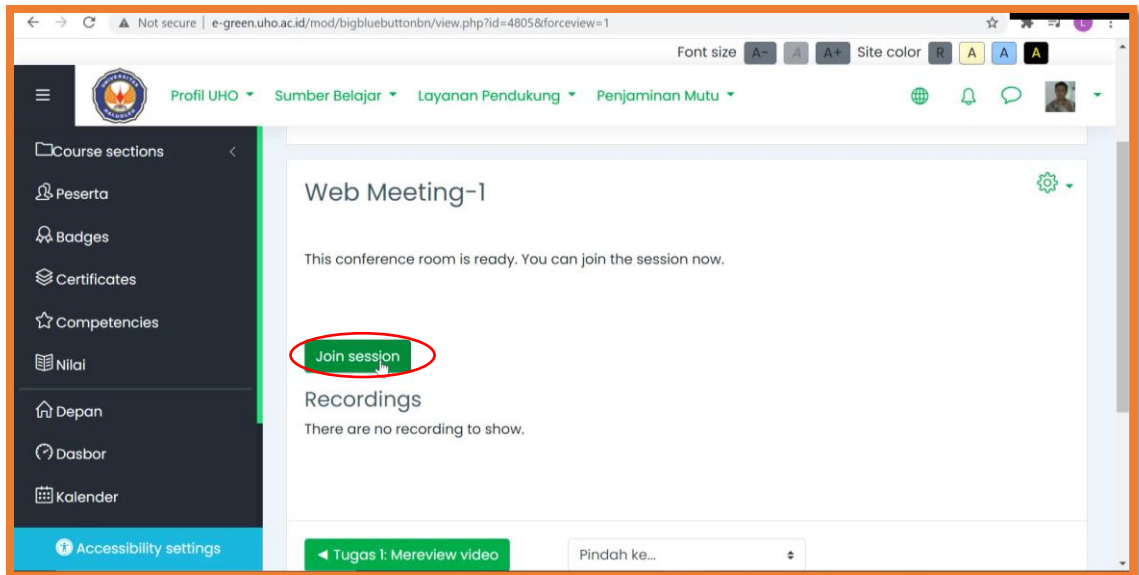 Not secure | e-green.uho.ac.id/mod/bigbluebuttonbn/view.php?id=4805&forceview=1
Font size A- A A+ Site color R A A A
Profil UHO Sumber Belajar Layanan Pendukung Penjaminan Mutu
Course sections
Peserta
Badges
Certificates
Competencies
Nilai
Depan
Dasbor
Kalender
Accessibility settings
Web Meeting-1
This conference room is ready. You can join the session now.
Join session
Recordings
There are no recording to show.
◄ Tugas 1: Mereview video
Pindah ke...